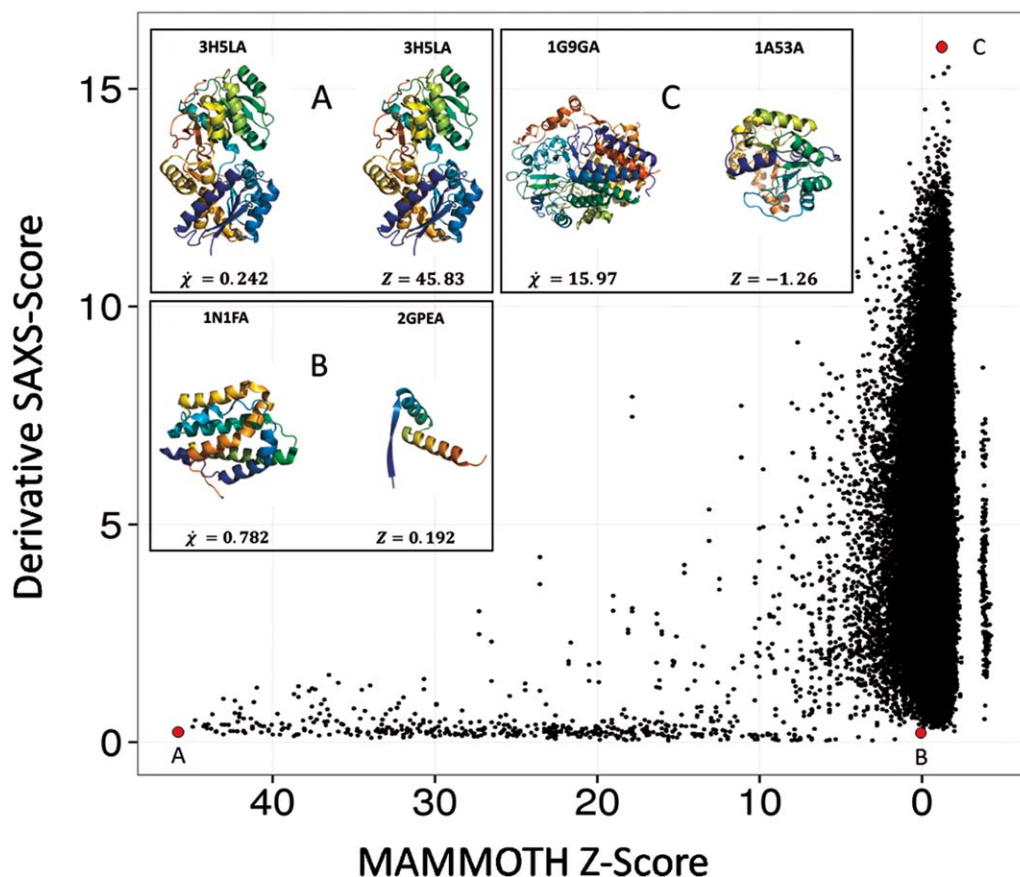 3H5LA 3H5LA
A
χ̇ = 0.242 Z = 45.83
1G9GA 1A53A
C
χ̇ = 15.97 Z = −1.26
1N1FA 2GPEA
B
χ̇ = 0.782 Z = 0.192
C
Derivative SAXS-Score
15
10
5
0
A
B
40 30 20 10 0
MAMMOTH Z-Score